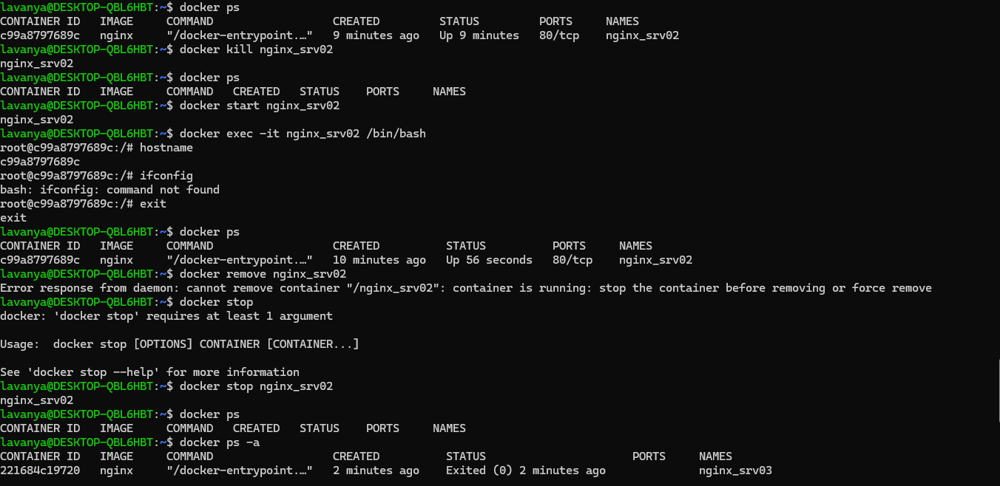 lavanya@DESKTOP-QBL6HBT:~$ docker ps
CONTAINER ID   IMAGE     COMMAND                  CREATED         STATUS         PORTS     NAMES
c99a8797689c   nginx     "/docker-entrypoint.…"   9 minutes ago   Up 9 minutes   80/tcp    nginx_srv02
lavanya@DESKTOP-QBL6HBT:~$ docker kill nginx_srv02
nginx_srv02
lavanya@DESKTOP-QBL6HBT:~$ docker ps
CONTAINER ID   IMAGE     COMMAND   CREATED   STATUS    PORTS     NAMES
lavanya@DESKTOP-QBL6HBT:~$ docker start nginx_srv02
nginx_srv02
lavanya@DESKTOP-QBL6HBT:~$ docker exec -it nginx_srv02 /bin/bash
root@c99a8797689c:/# hostname
c99a8797689c
root@c99a8797689c:/# ifconfig
bash: ifconfig: command not found
root@c99a8797689c:/# exit
exit
lavanya@DESKTOP-QBL6HBT:~$ docker ps
CONTAINER ID   IMAGE     COMMAND                  CREATED          STATUS          PORTS     NAMES
c99a8797689c   nginx     "/docker-entrypoint.…"   10 minutes ago   Up 56 seconds   80/tcp    nginx_srv02
lavanya@DESKTOP-QBL6HBT:~$ docker remove nginx_srv02
Error response from daemon: cannot remove container "/nginx_srv02": container is running: stop the container before removing or force remove
lavanya@DESKTOP-QBL6HBT:~$ docker stop
docker: 'docker stop' requires at least 1 argument

Usage:  docker stop [OPTIONS] CONTAINER [CONTAINER...]

See 'docker stop --help' for more information
lavanya@DESKTOP-QBL6HBT:~$ docker stop nginx_srv02
nginx_srv02
lavanya@DESKTOP-QBL6HBT:~$ docker ps
CONTAINER ID   IMAGE     COMMAND   CREATED   STATUS    PORTS     NAMES
lavanya@DESKTOP-QBL6HBT:~$ docker ps -a
CONTAINER ID   IMAGE     COMMAND                  CREATED          STATUS                      PORTS     NAMES
221684c19720   nginx     "/docker-entrypoint.…"   2 minutes ago    Exited (0) 2 minutes ago              nginx_srv03